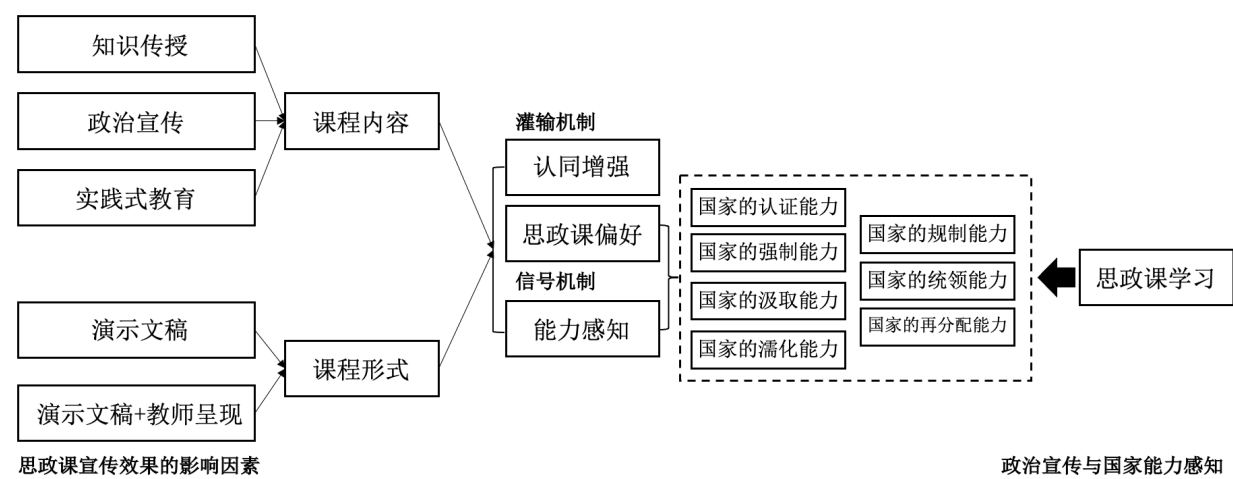 知识传授
政治宣传
实践式教育
课程内容
演示文稿
演示文稿+教师呈现
课程形式
思政课宣传效果的影响因素
灌输机制
认同增强
思政课偏好
信号机制
能力感知
国家的认证能力
国家的强制能力
国家的汲取能力
国家的濡化能力
国家的规制能力
国家的统领能力
国家的再分配能力
思政课学习
政治宣传与国家能力感知